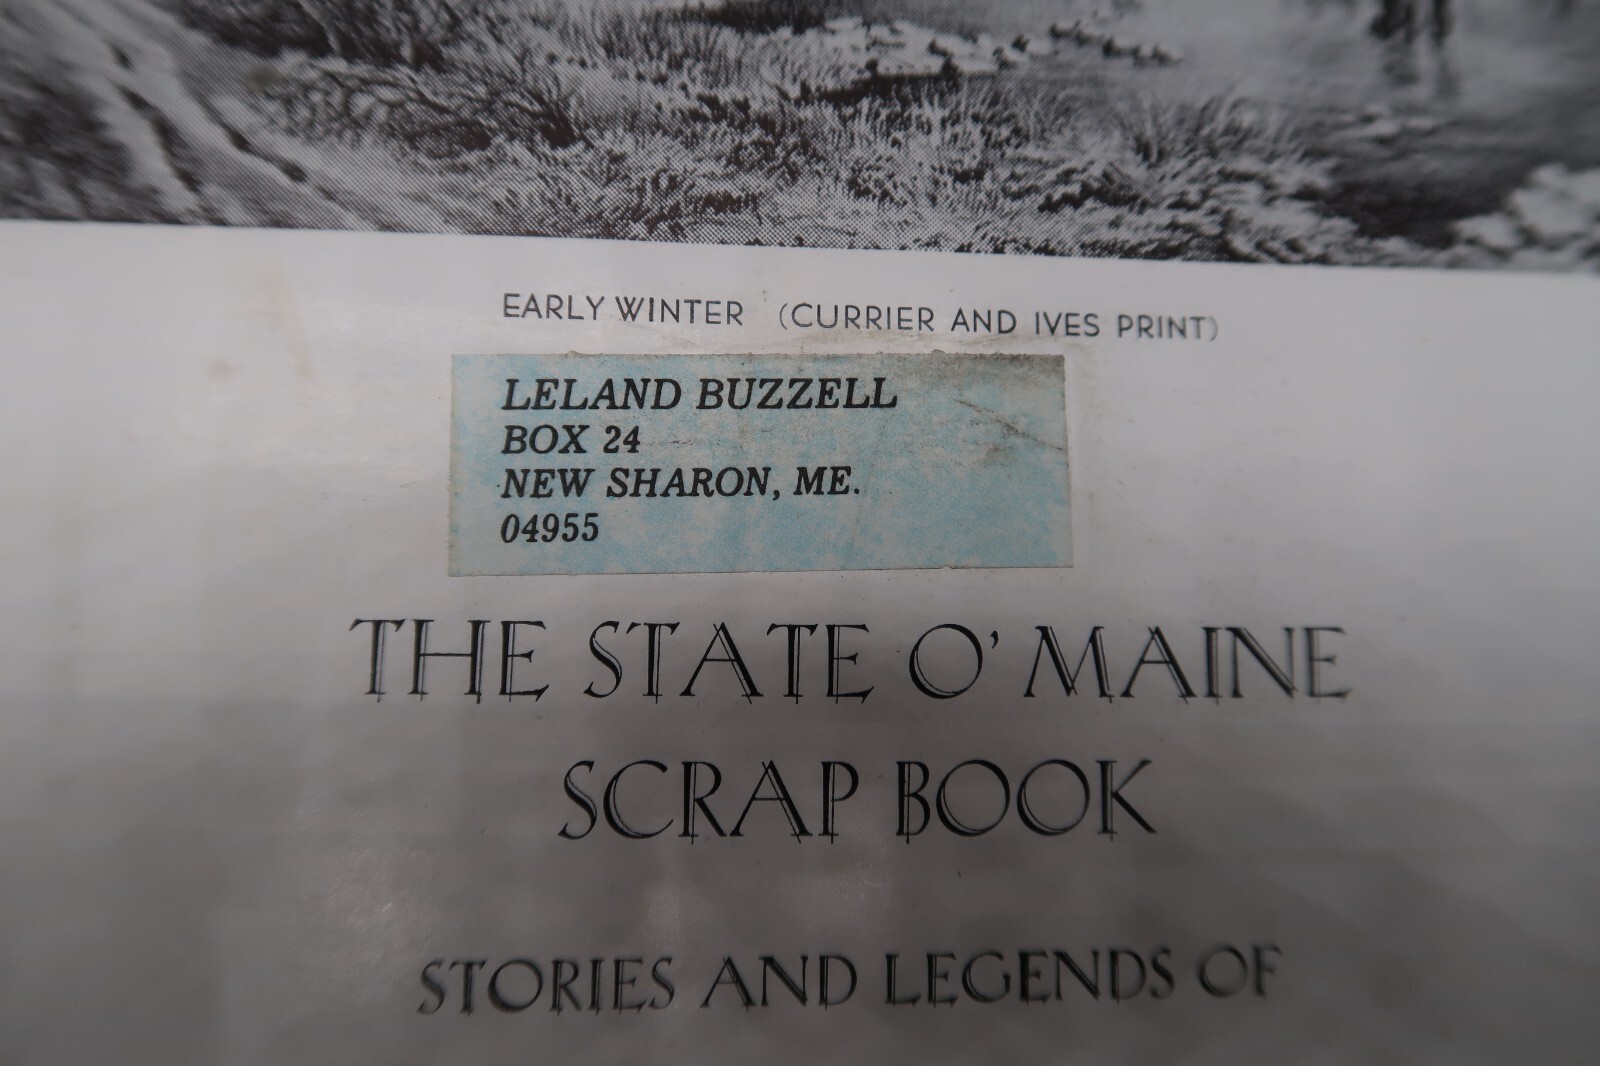 EARLY WINTER (CURRIER AND IVES PRINT)
LELAND BUZZELL
BOX 24
NEW SHARON, ME.
04955
THE STATE O' MAINE
SCRAP BOOK
STORIES AND LEGENDS OF